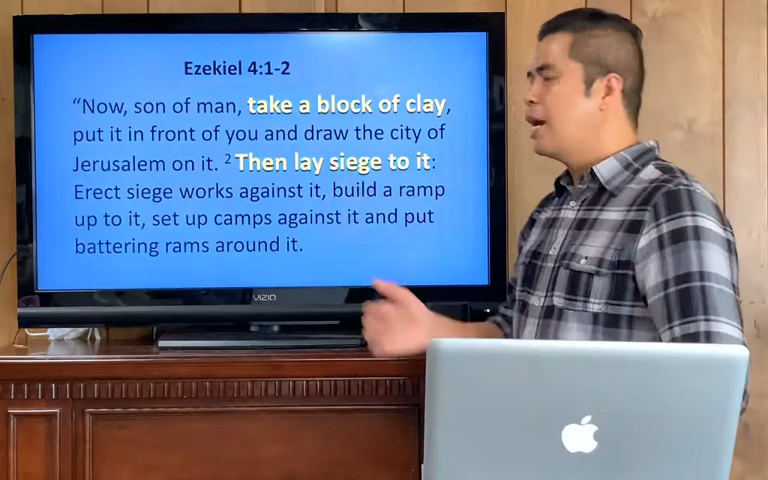 Ezekiel 4:1-2
“Now, son of man, take a block of clay,
put it in front of you and draw the city of
Jerusalem on it. ² Then lay siege to it:
Erect siege works against it, build a ramp
up to it, set up camps against it and put
battering rams around it.
VIZIO